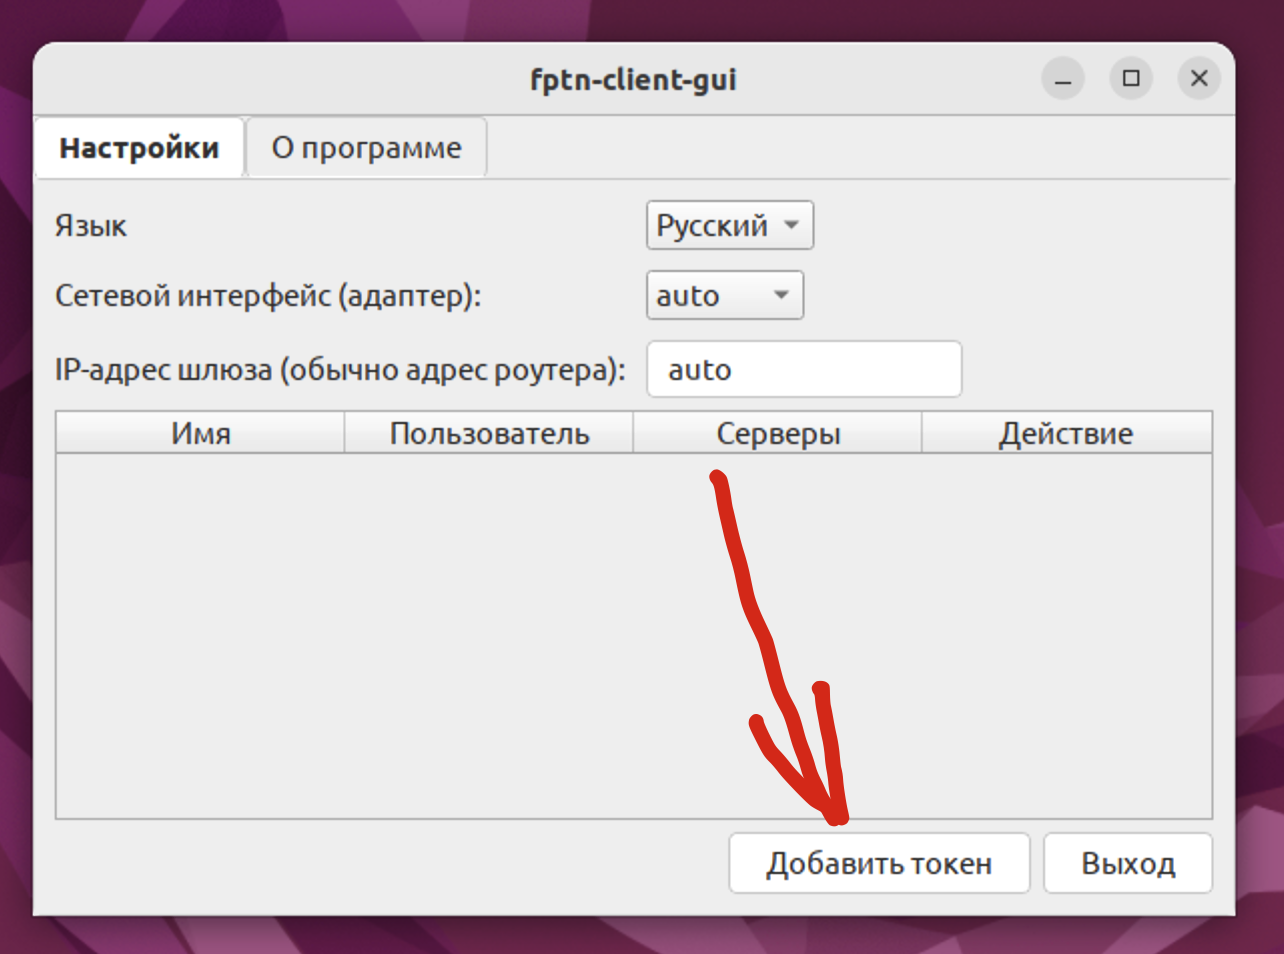 fptn-client-gui
Настройки О программе
Язык Русский
Сетевой интерфейс (адаптер): auto
IP-адрес шлюза (обычно адрес роутера): auto
Имя Пользователь Серверы Действие
Добавить токен Выход